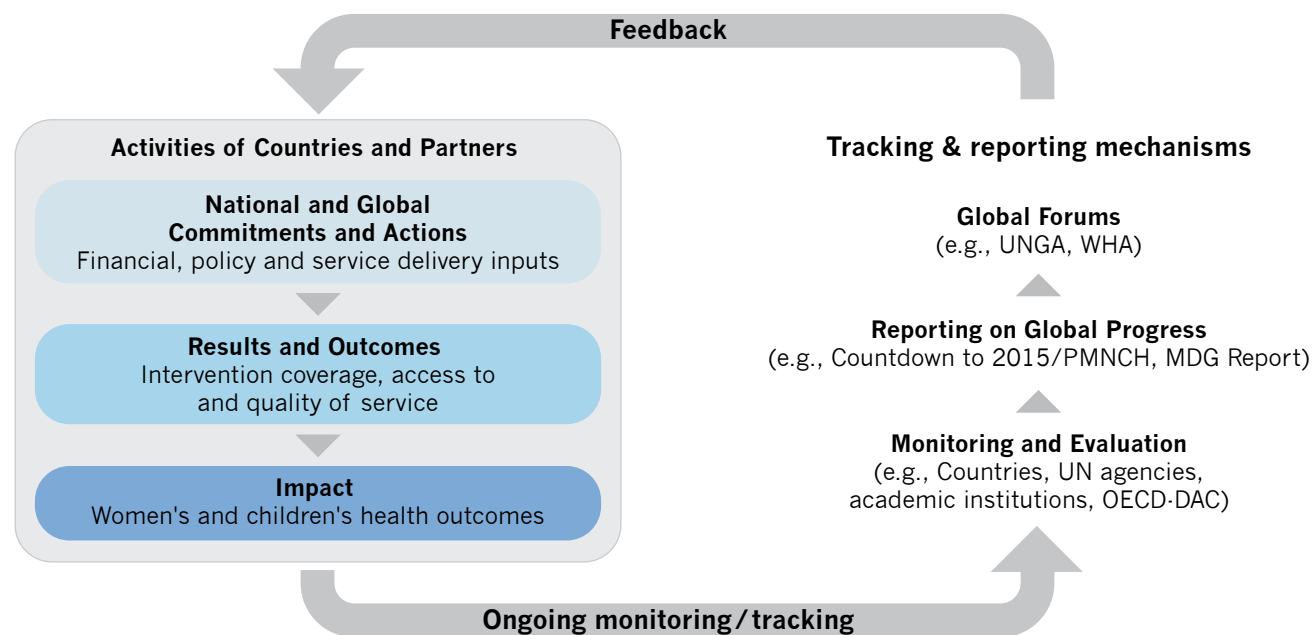 Feedback
Activities of Countries and Partners
National and Global
Commitments and Actions
Financial, policy and service delivery inputs
Results and Outcomes
Intervention coverage, access to
and quality of service
Impact
Women's and children's health outcomes
Tracking & reporting mechanisms
Global Forums
(e.g., UNGA, WHA)
Reporting on Global Progress
(e.g., Countdown to 2015/PMNCH, MDG Report)
Monitoring and Evaluation
(e.g., Countries, UN agencies,
academic institutions, OECD·DAC)
Ongoing monitoring/tracking